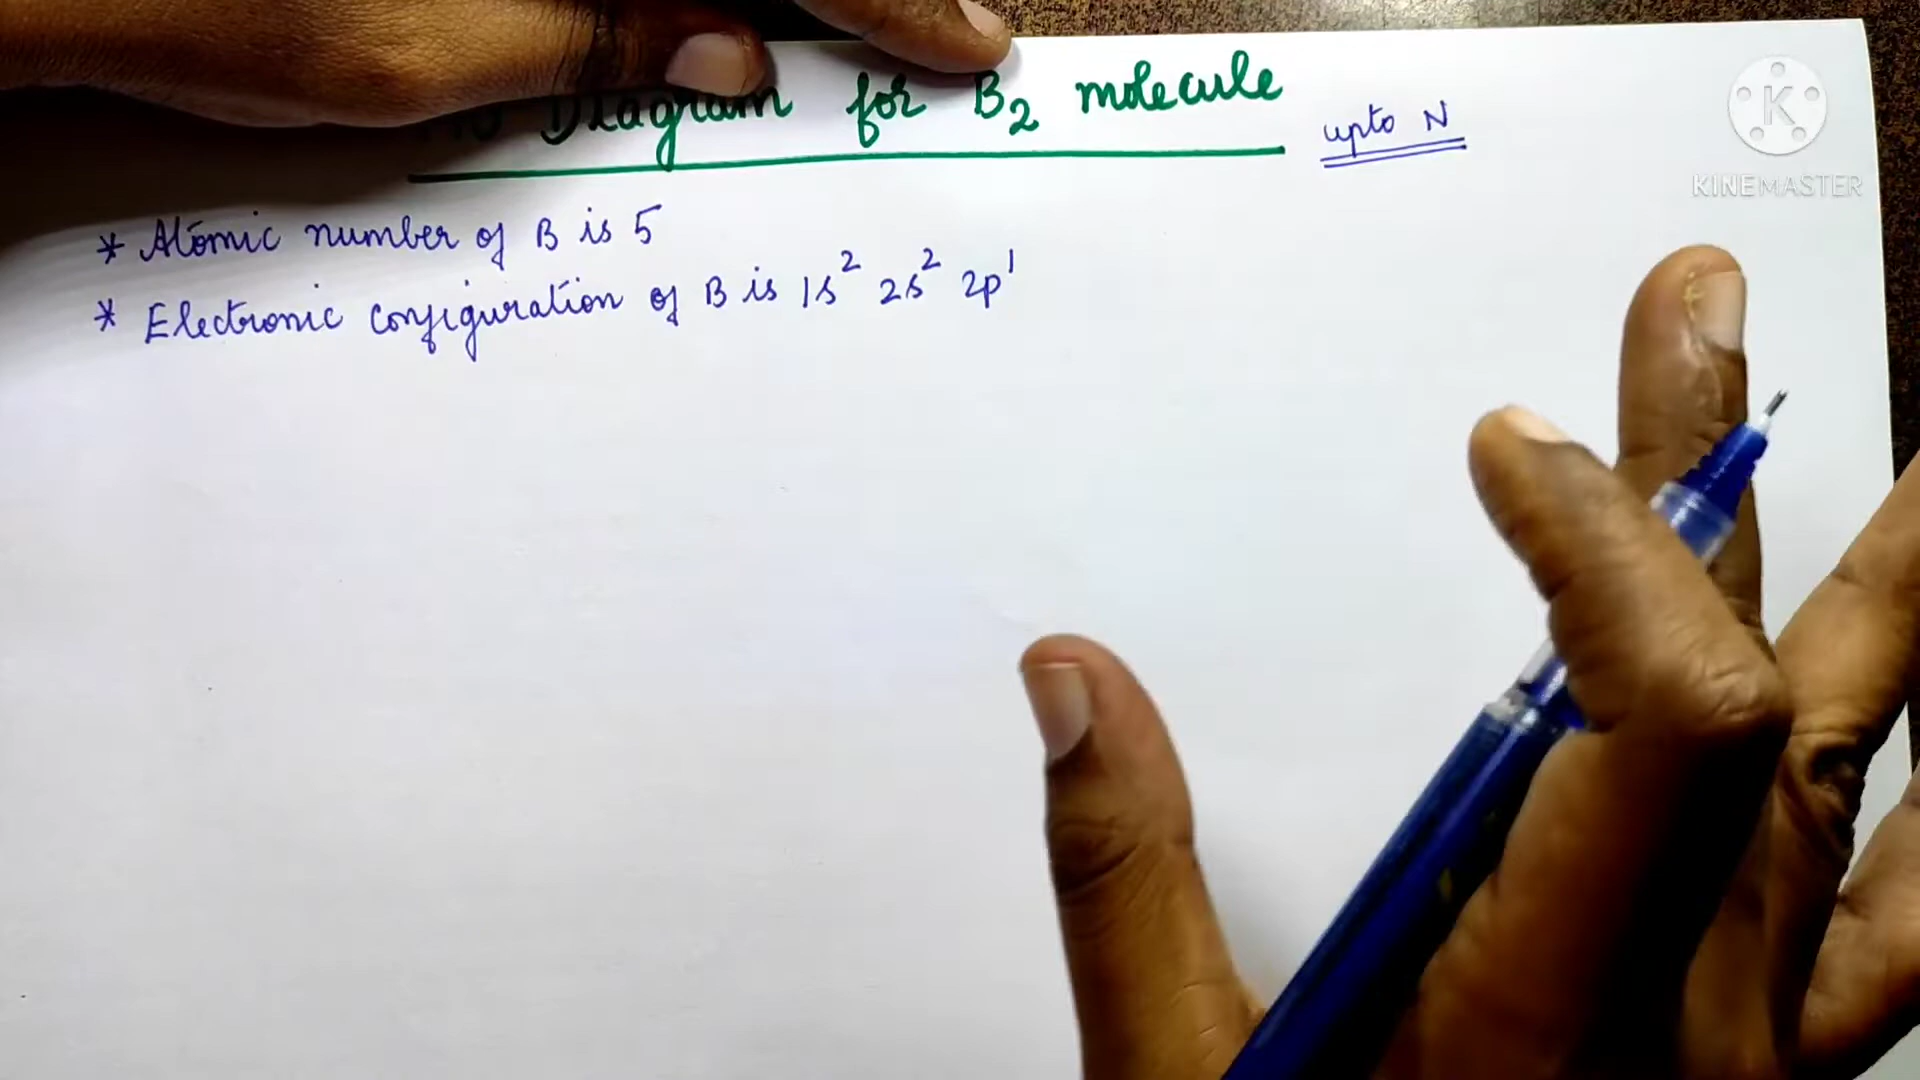 Diagram for B₂ molecule
upto N
K
KINEMASTER
* Atomic number of B is 5
* Electronic configuration of B is 1s² 2s² 2p¹